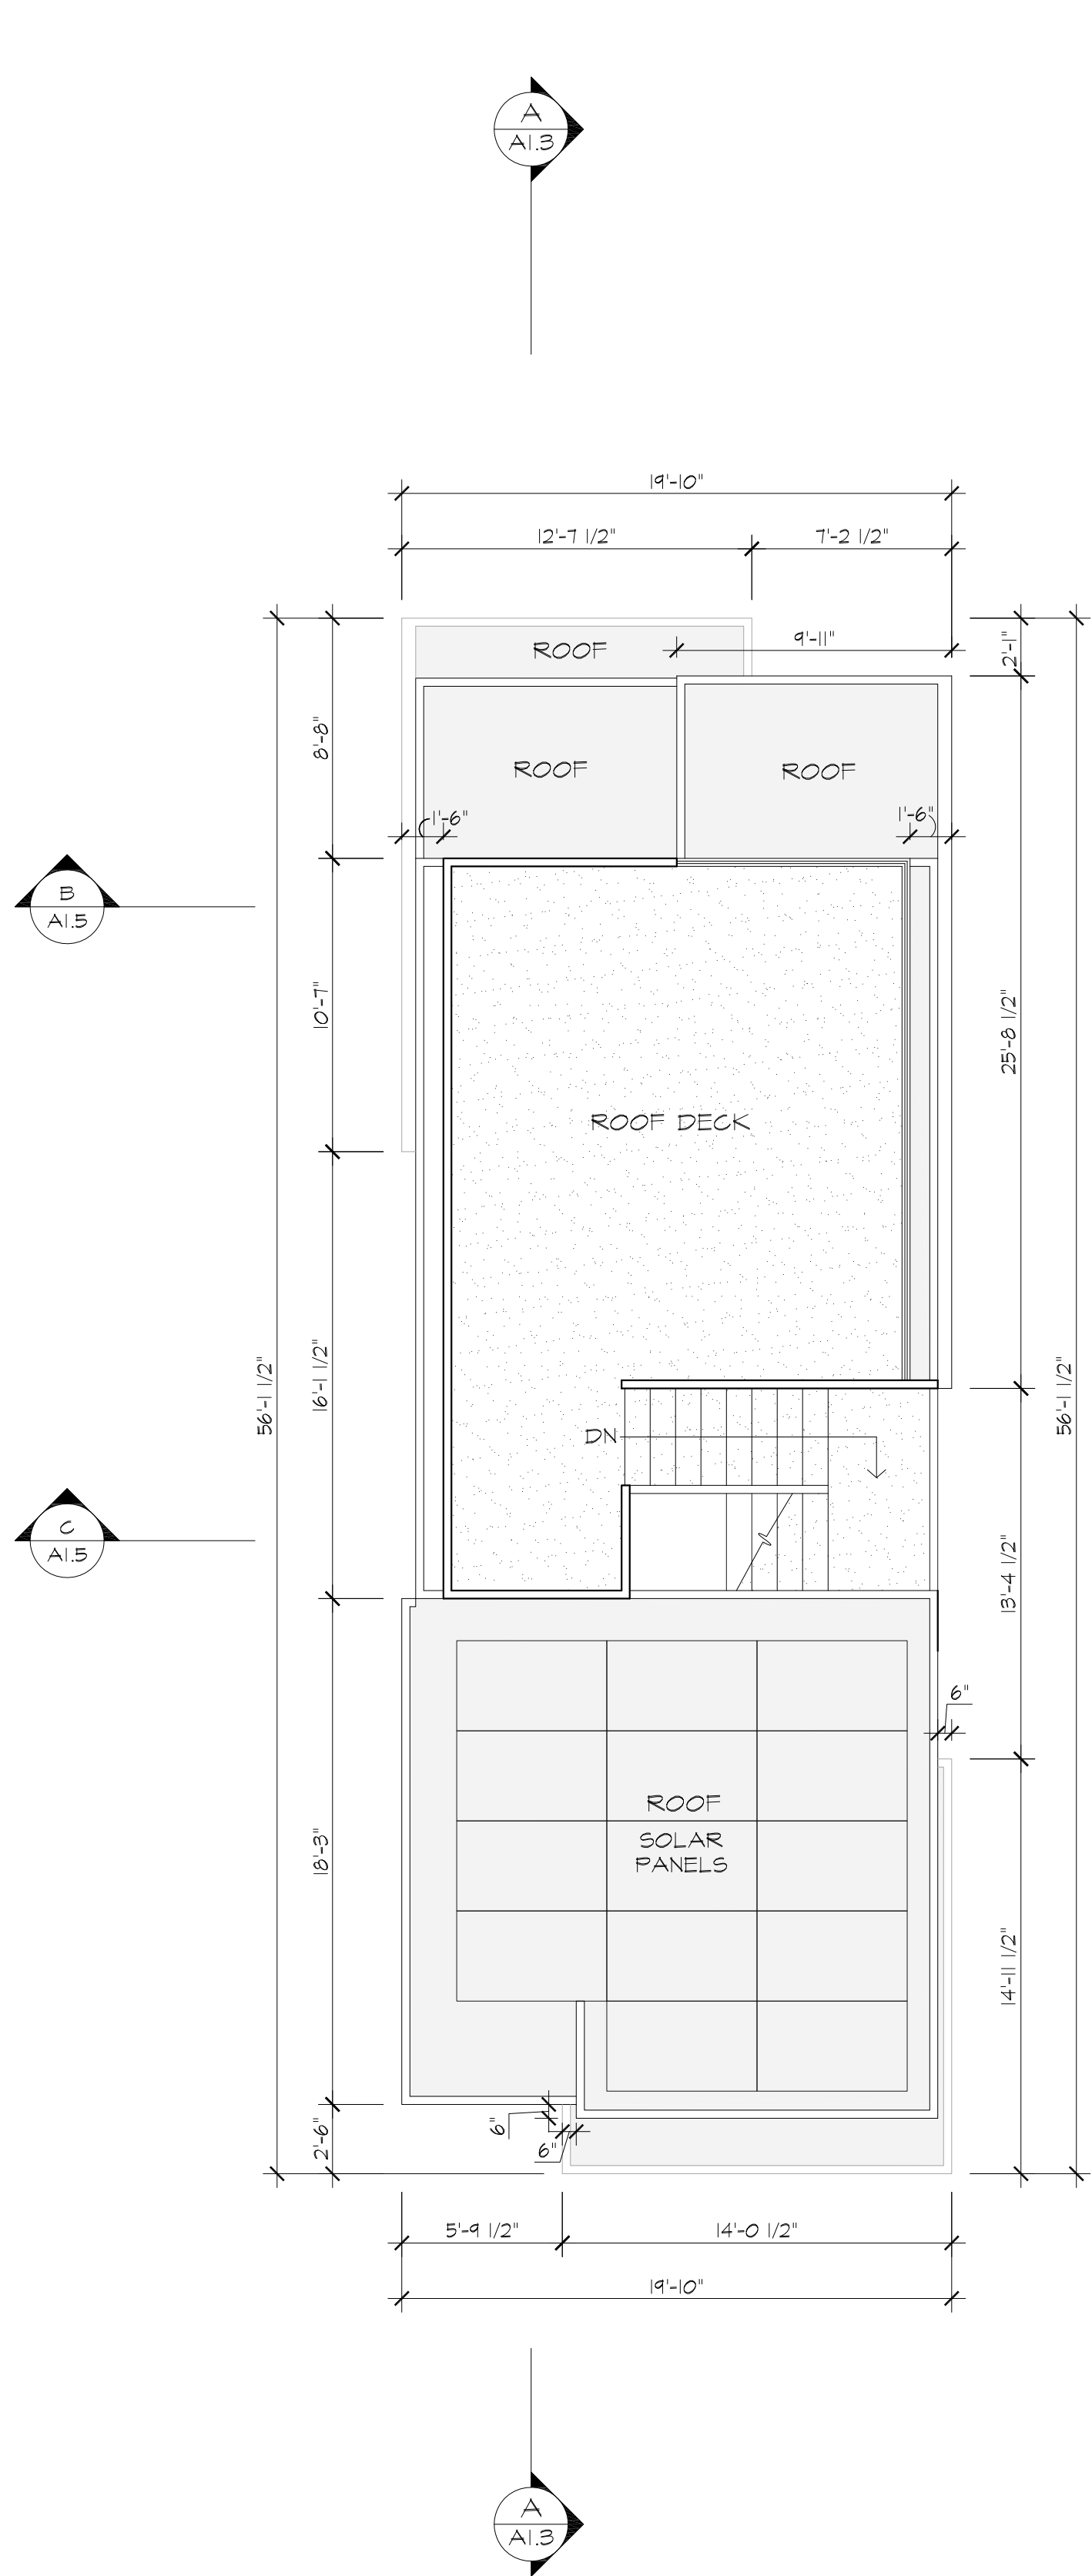 A
A1.3
19'-10"
12'-7 1/2"
7'-2 1/2"
9'-11"
2'-1"
ROOF
8'-8"
ROOF
ROOF
1'-6"
1'-6"
B
A1.5
10'-7"
25'-8 1/2"
ROOF DECK
56'-1 1/2"
16'-1 1/2"
56'-1 1/2"
DN
C
A1.5
13'-4 1/2"
6"
ROOF
SOLAR
PANELS
18'-3"
14'-11 1/2"
2'-6"
6"
6"
5'-9 1/2"
14'-0 1/2"
19'-10"
A
A1.3